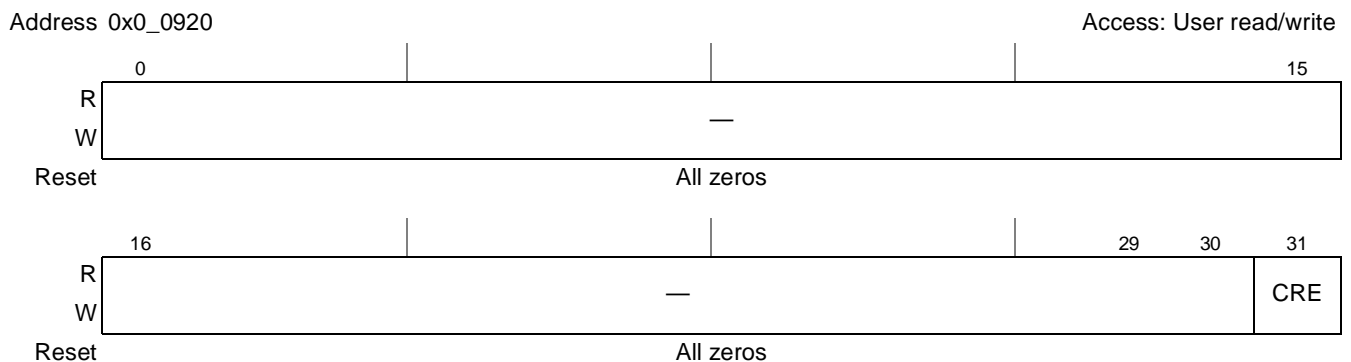 Address 0x0_0920 Access: User read/write
0 15
R
—
W
Reset All zeros
16 29 30 31
R
— CRE
W
Reset All zeros